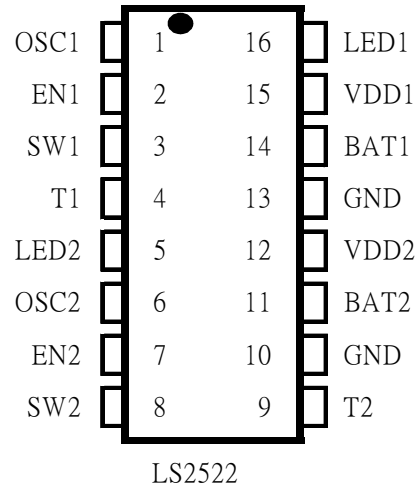 OSC1 1 16 LED1
EN1 2 15 VDD1
SW1 3 14 BAT1
T1 4 13 GND
LED2 5 12 VDD2
OSC2 6 11 BAT2
EN2 7 10 GND
SW2 8 9 T2
LS2522